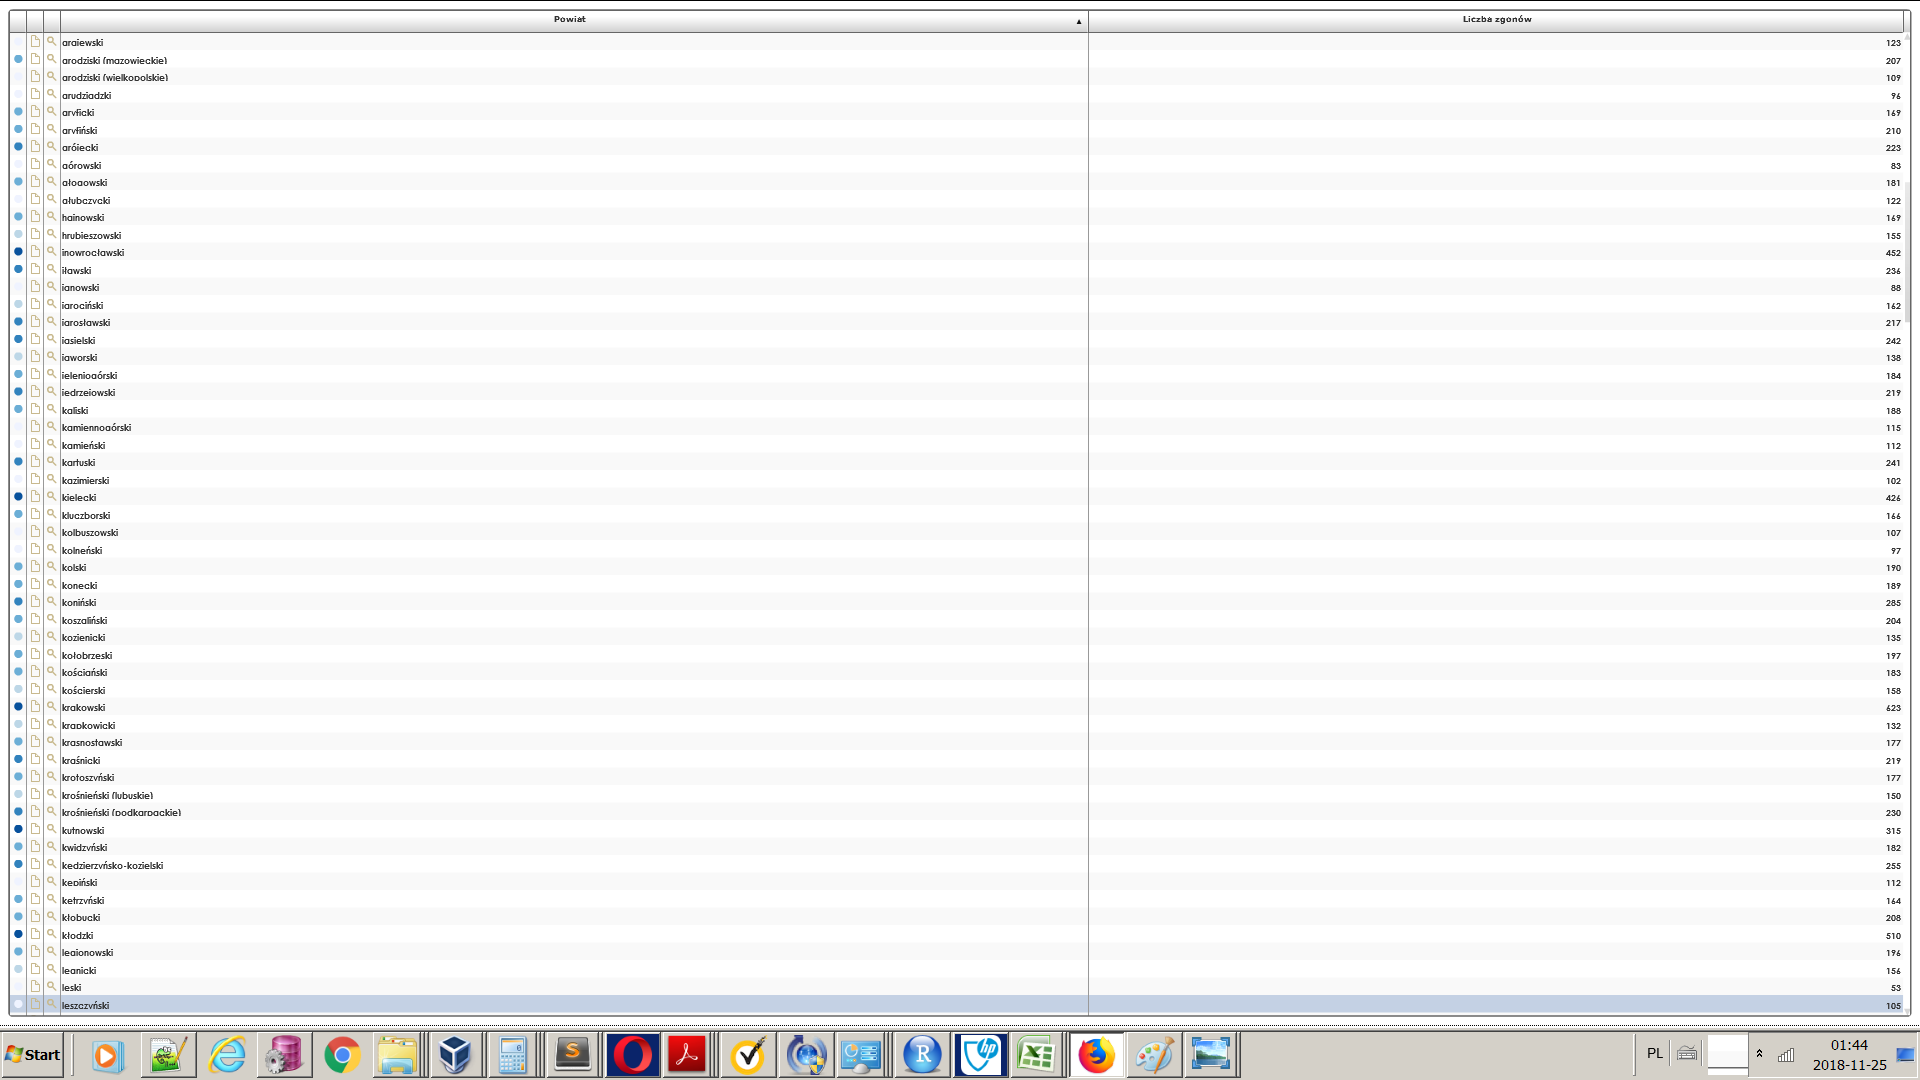 Powiat ▲ Liczba zgonów
grajewski 123
grodziski (mazowieckie) 207
grodziski (wielkopolskie) 109
grudziądzki 96
gryficki 169
gryfiński 210
grójecki 223
górowski 83
głogowski 181
głubczycki 122
hajnowski 169
hrubieszowski 155
inowrocławski 452
iławski 236
janowski 88
jarociński 162
jarosławski 217
jasielski 242
jaworski 138
jeleniogórski 184
jędrzejowski 219
kaliski 188
kamiennogórski 115
kamieński 112
kartuski 241
kazimierski 102
kielecki 426
kluczborski 166
kolbuszowski 107
kolneński 97
kolski 190
konecki 189
koniński 285
koszaliński 204
kozienicki 135
kołobrzeski 197
kościański 183
kościerski 158
krakowski 623
krapkowicki 132
krasnostawski 177
kraśnicki 219
krotoszyński 177
krośnieński (lubuskie) 150
krośnieński (podkarpackie) 230
kutnowski 315
kwidzyński 182
kędzierzyńsko-kozielski 255
kępiński 112
kętrzyński 164
kłobucki 208
kłodzki 510
legionowski 196
legnicki 156
leski 53
leszczyński 105
Start
PL
01:44
2018-11-25